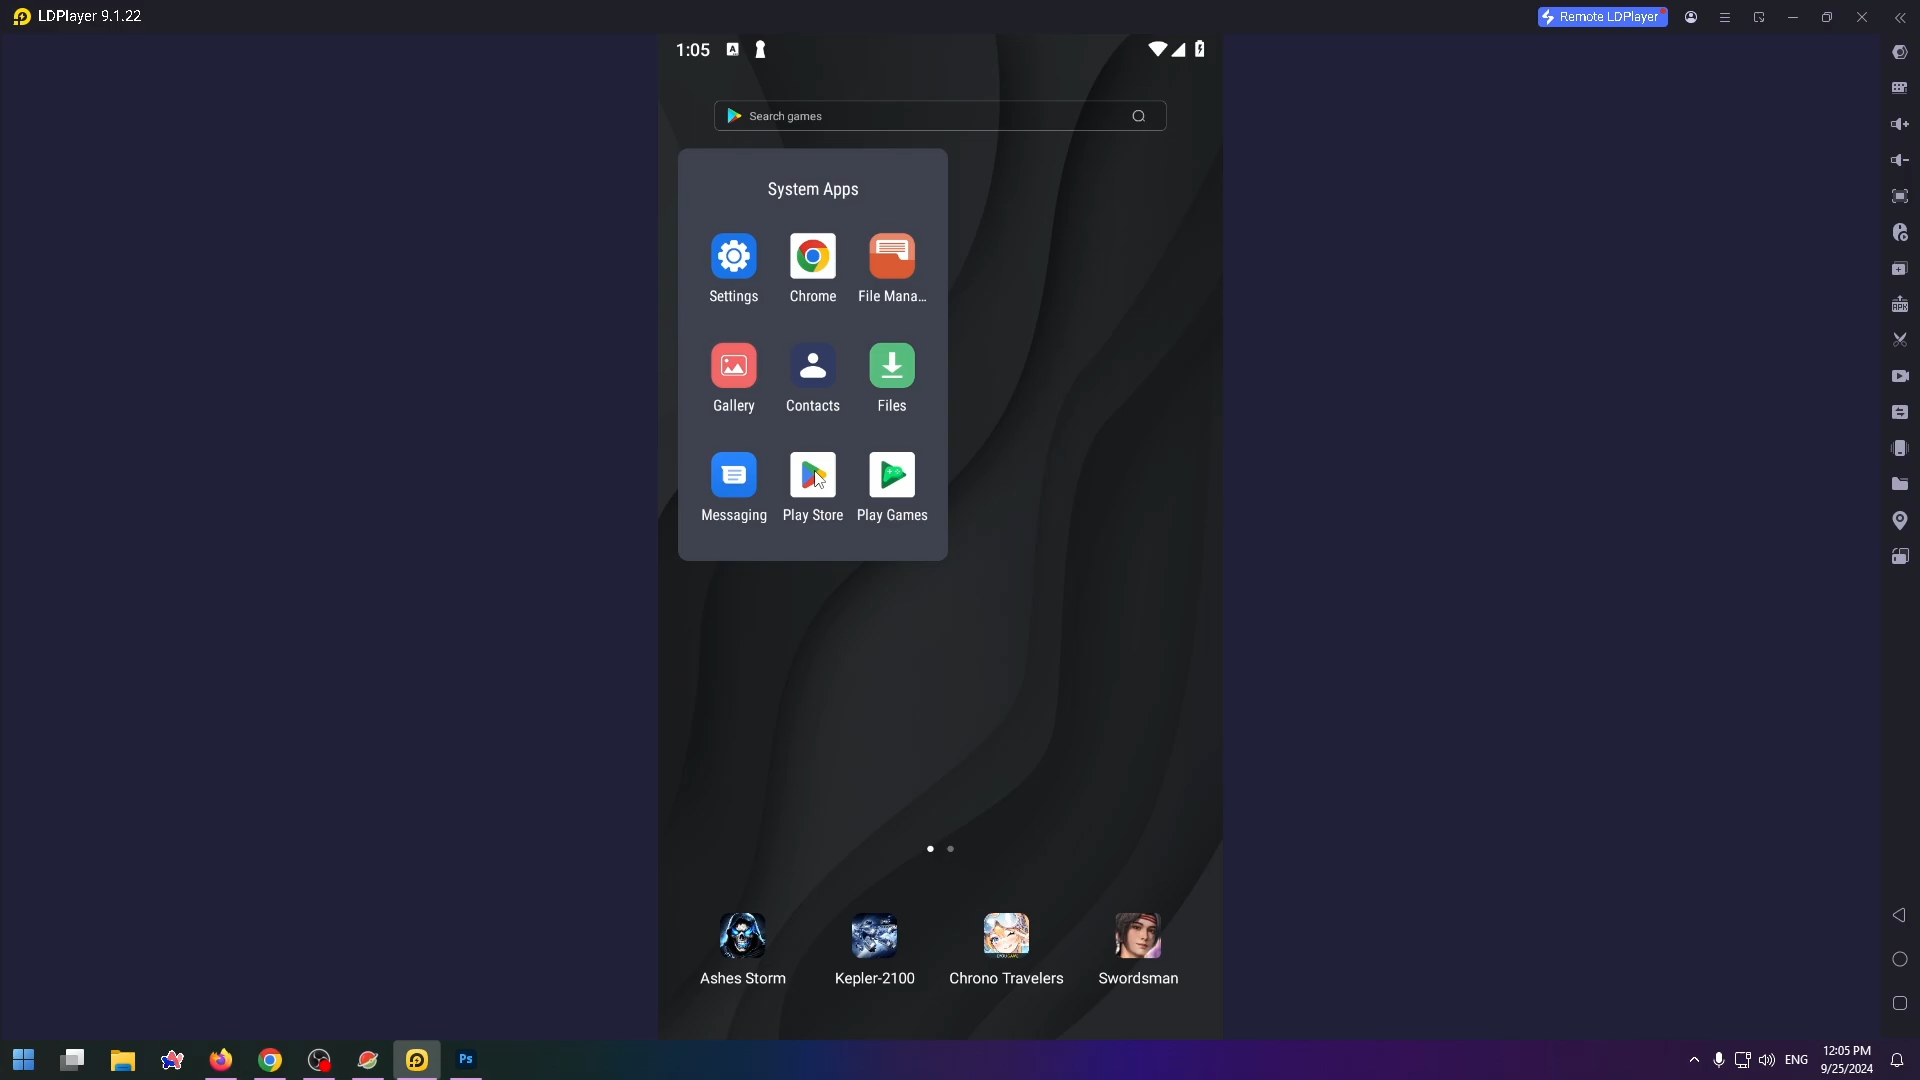 LDPlayer 9.1.22
Remote LDPlayer
1:05
A
Search games
System Apps
Settings
Chrome
File Mana...
Gallery
Contacts
Files
Messaging
Play Store
Play Games
APK
Ashes Storm
Kepler-2100
Chrono Travelers
Swordsman
Ps
ENG
12:05 PM
9/25/2024